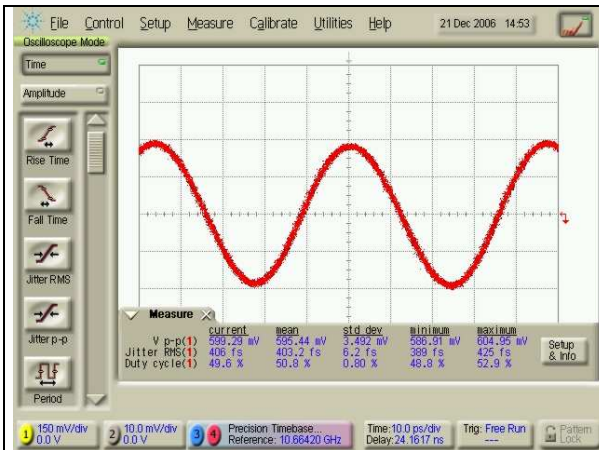 File Control Setup Measure Calibrate Utilities Help 21 Dec 2006 14:53
Oscilloscope Mode
Time
Amplitude
Rise Time
Fall Time
Jitter RMS
Jitter p-p
Period
Measure
current mean std dev minimum maximum
V p-p(1) 599.29 mV 595.44 mV 3.492 mV 586.91 mV 604.95 mV
Jitter RMS(1) 406 fs 403.2 fs 6.2 fs 389 fs 425 fs
Duty cycle(1) 49.6 % 50.8 % 0.80 % 48.8 % 52.9 %
Setup
& Info
1 150 mV/div
0.0 V
2 10.0 mV/div
0.0 V
3 4 Precision Timebase...
Reference: 10.66420 GHz
Time:10.0 ps/div
Delay:24.1617 ns
Trig: Free Run
---
Pattern
Lock